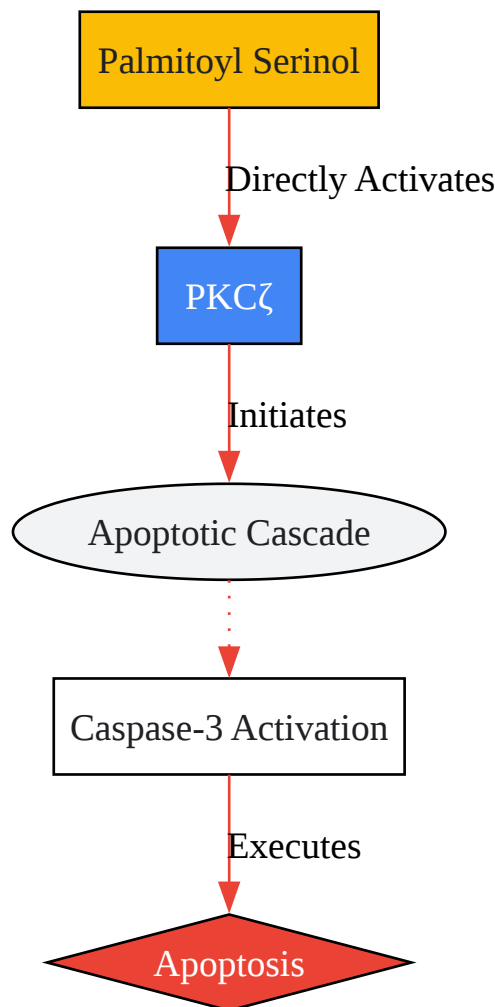 Palmitoyl Serinol
Directly Activates
PKCζ
Initiates
Apoptotic Cascade
Caspase-3 Activation
Executes
Apoptosis